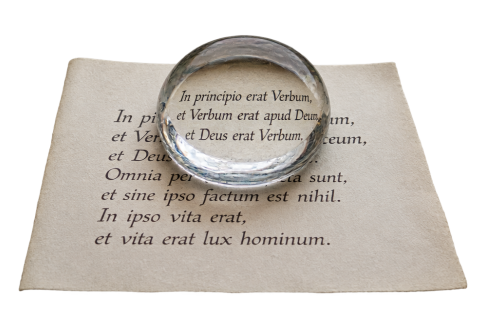 In principio erat Verbum,
et Verbum erat apud Deum,
et Deus erat Verbum.
Omnia sunt,
et sine ipso factum est nihil.
In ipso vita erat,
et vita erat lux hominum.